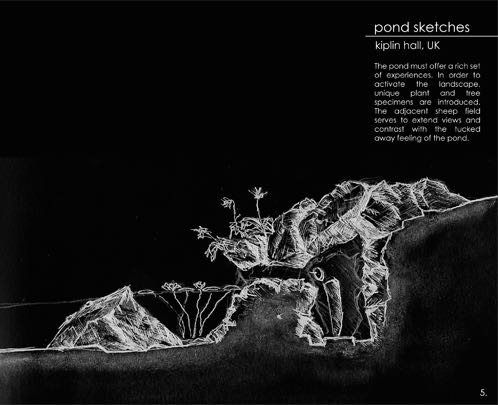 pond sketches
kiplin hall, UK
The pond must offer a rich set
of experiences. In order to
activate the landscape,
unique plant and tree
specimens are introduced.
The adjacent sheep field
serves to extend views and
contrast with the tucked
away feeling of the pond.
5.